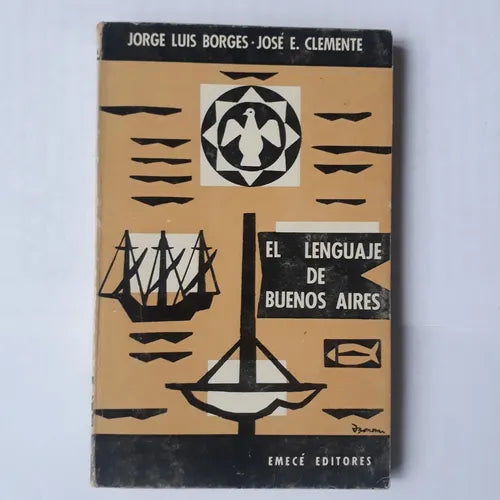 JORGE LUIS BORGES · JOSÉ E. CLEMENTE
EL LENGUAJE
DE
BUENOS AIRES
EMECÉ EDITORES